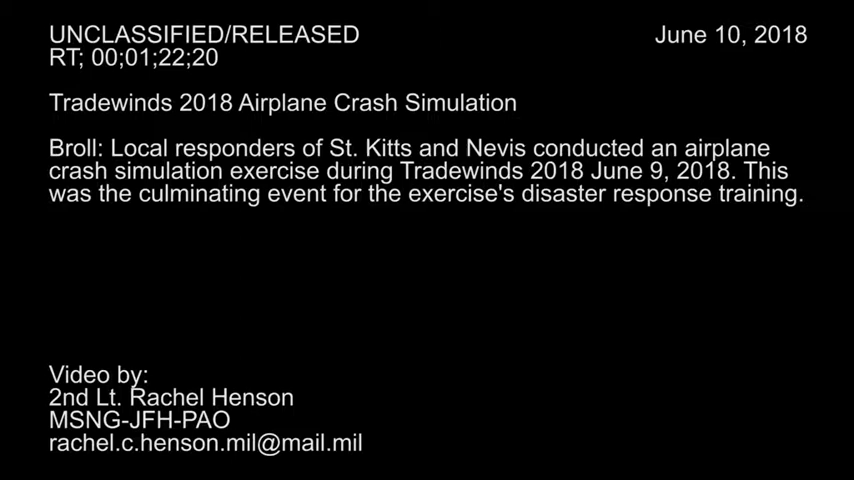 UNCLASSIFIED/RELEASED June 10, 2018
RT; 00;01;22;20
Tradewinds 2018 Airplane Crash Simulation
Broll: Local responders of St. Kitts and Nevis conducted an airplane
crash simulation exercise during Tradewinds 2018 June 9, 2018. This
was the culminating event for the exercise's disaster response training.
Video by:
2nd Lt. Rachel Henson
MSNG-JFH-PAO
rachel.c.henson.mil@mail.mil